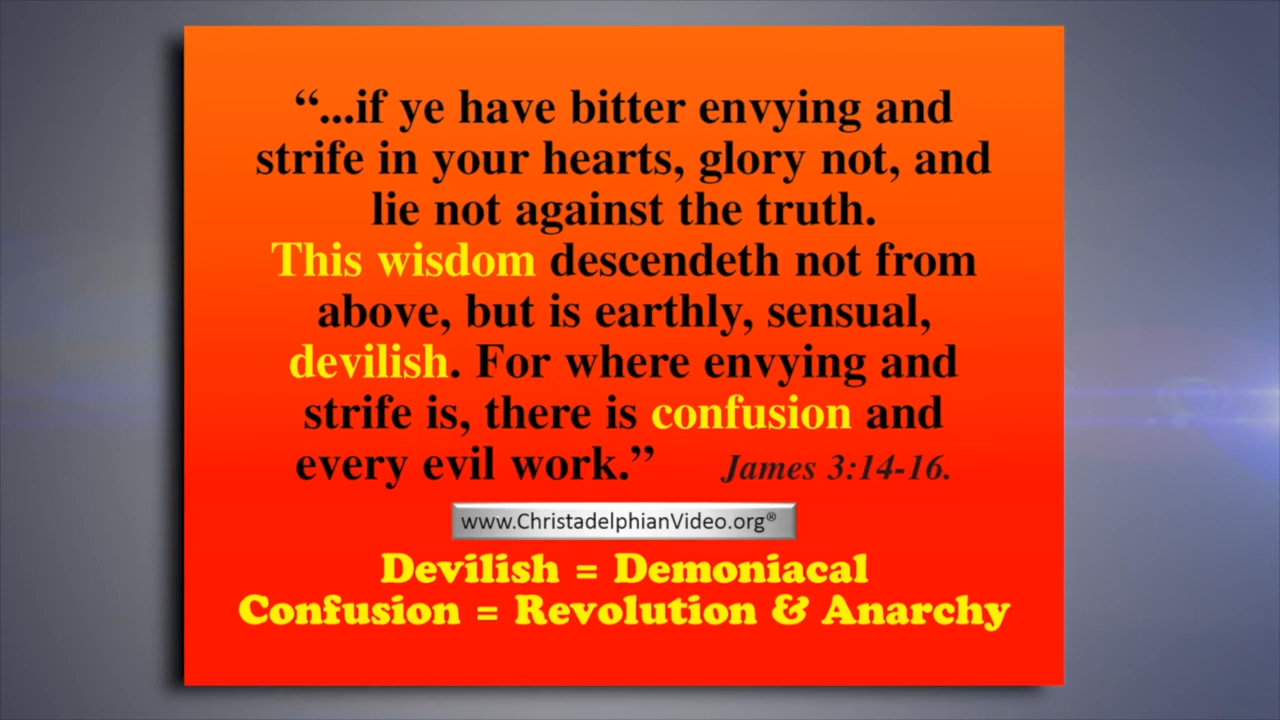 “...if ye have bitter envying and
strife in your hearts, glory not, and
lie not against the truth.
This wisdom descendeth not from
above, but is earthly, sensual,
devilish. For where envying and
strife is, there is confusion and
every evil work.” James 3:14-16.
www.ChristadelphianVideo.org®
Devilish = Demoniacal
Confusion = Revolution & Anarchy